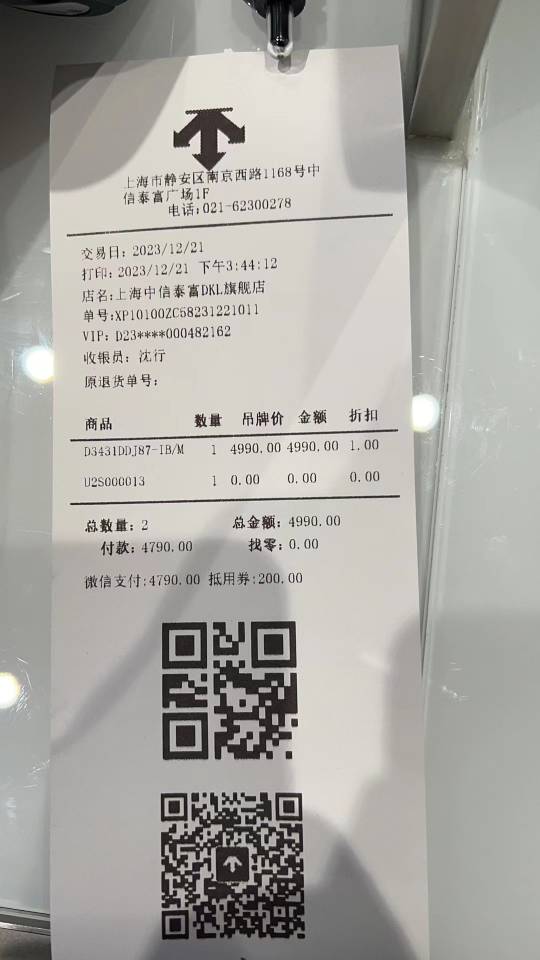 上海市静安区南京西路1168号中
信泰富广场1F
电话:021-62300278
交易日: 2023/12/21
打印: 2023/12/21 下午3:44:12
店名:上海中信泰富DKL旗舰店
单号:XP10100ZC58231221011
VIP: D23****000482162
收银员: 沈行
原退货单号:
商品 数量 吊牌价 金额 折扣
D3431DDJ87-IB/M 1 4990.00 4990.00 1.00
U2S000013 1 0.00 0.00 0.00
总数量: 2 总金额: 4990.00
付款: 4790.00 找零: 0.00
微信支付:4790.00 抵用券:200.00